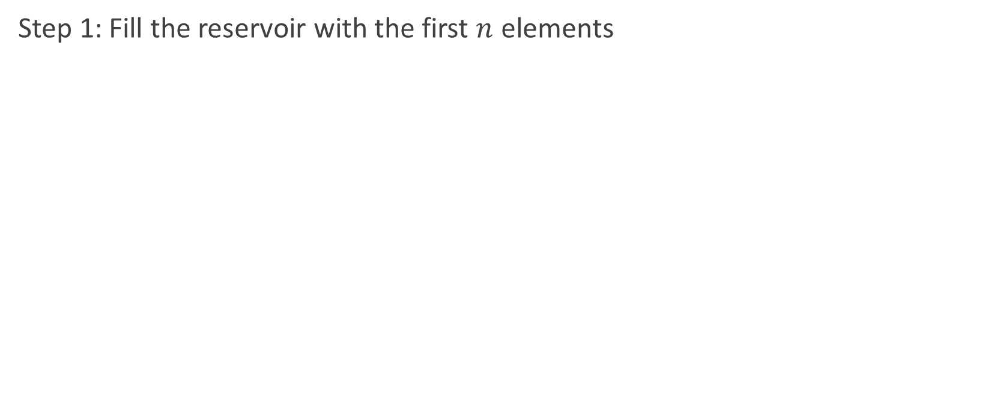 Step 1: Fill the reservoir with the first n elements